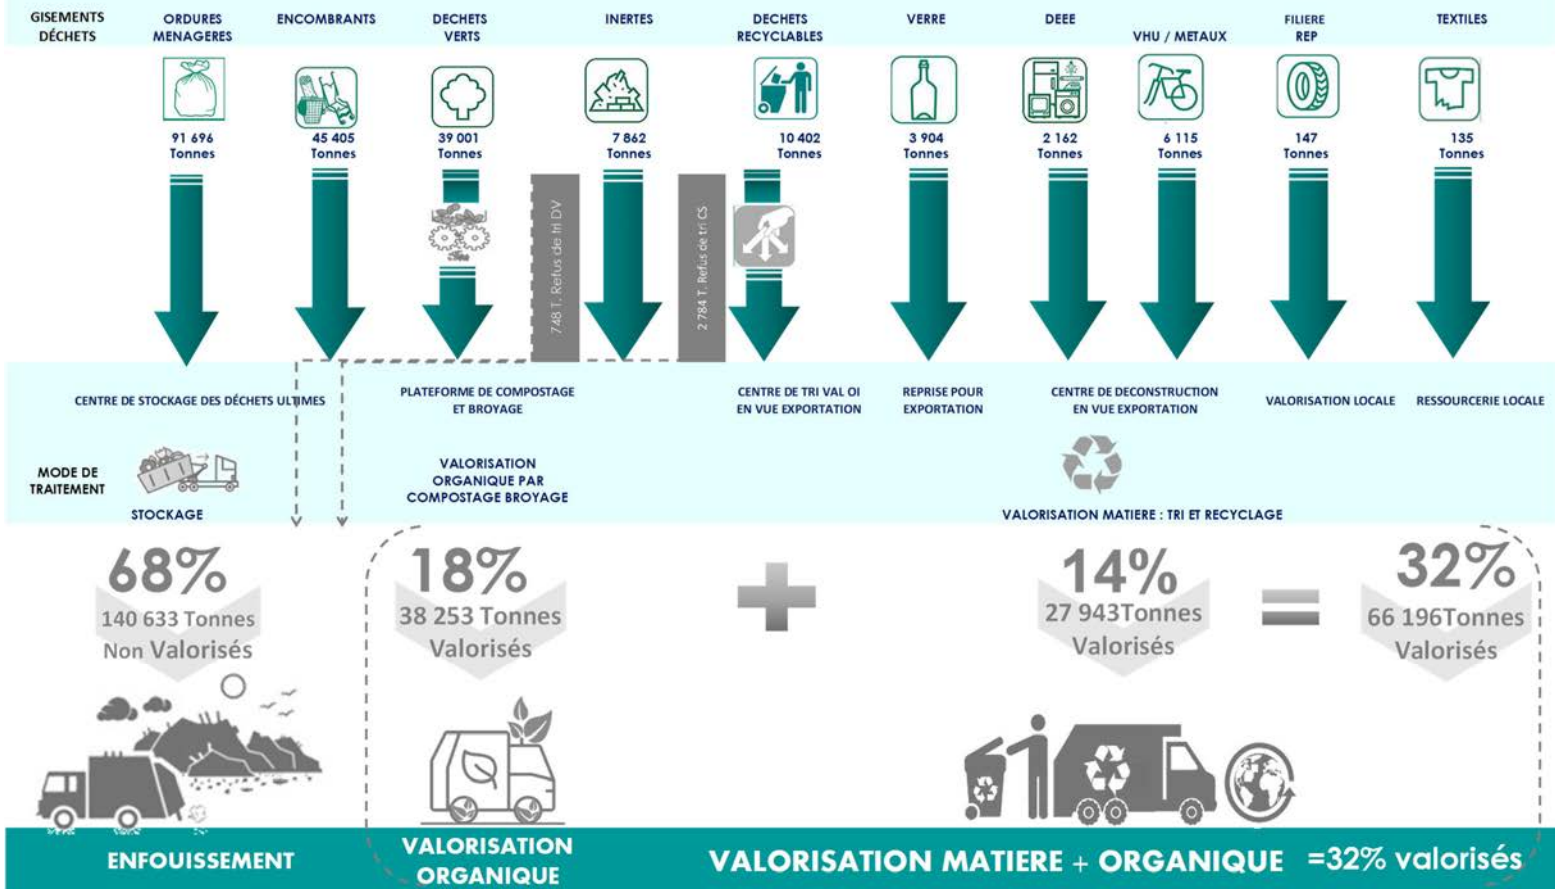 GISEMENTS
DÉCHETS
ORDURES
MENAGERES
ENCOMBRANTS
DECHETS
VERTS
INERTES
DECHETS
RECYCLABLES
VERRE
DEEE
VHU / METAUX
FILIERE
REP
TEXTILES
91 696
Tonnes
45 405
Tonnes
39 001
Tonnes
7 862
Tonnes
10 402
Tonnes
3 904
Tonnes
2 162
Tonnes
6 115
Tonnes
147
Tonnes
135
Tonnes
748 T. Refus de tri DV
2 784 T. Refus de tri CS
CENTRE DE STOCKAGE DES DÉCHETS ULTIMES
PLATEFORME DE COMPOSTAGE
ET BROYAGE
CENTRE DE TRI VAL OI
EN VUE EXPORTATION
REPRISE POUR
EXPORTATION
CENTRE DE DECONSTRUCTION
EN VUE EXPORTATION
VALORISATION LOCALE
RESSOURCERIE LOCALE
MODE DE
TRAITEMENT
STOCKAGE
VALORISATION
ORGANIQUE PAR
COMPOSTAGE BROYAGE
VALORISATION MATIERE : TRI ET RECYCLAGE
68%
140 633 Tonnes
Non Valorisés
18%
38 253 Tonnes
Valorisés
+
14%
27 943Tonnes
Valorisés
=
32%
66 196Tonnes
Valorisés
ENFOUISSEMENT
VALORISATION
ORGANIQUE
VALORISATION MATIERE + ORGANIQUE =32% valorisés